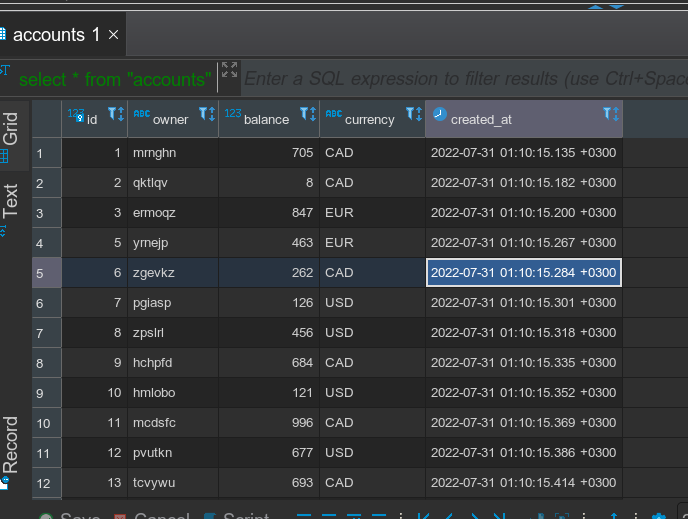 accounts 1 ×
select * from "accounts" Enter a SQL expression to filter results (use Ctrl+Space
Grid
Text
Record
123 id ABC owner 123 balance ABC currency created_at
1 1 mrnghn 705 CAD 2022-07-31 01:10:15.135 +0300
2 2 qktlqv 8 CAD 2022-07-31 01:10:15.182 +0300
3 3 ermoqz 847 EUR 2022-07-31 01:10:15.200 +0300
4 5 yrnejp 463 EUR 2022-07-31 01:10:15.267 +0300
5 6 zgevkz 262 CAD 2022-07-31 01:10:15.284 +0300
6 7 pgiasp 126 USD 2022-07-31 01:10:15.301 +0300
7 8 zpslrl 456 USD 2022-07-31 01:10:15.318 +0300
8 9 hchpfd 684 CAD 2022-07-31 01:10:15.335 +0300
9 10 hmlobo 121 USD 2022-07-31 01:10:15.352 +0300
10 11 mcdsfc 996 CAD 2022-07-31 01:10:15.369 +0300
11 12 pvutkn 677 USD 2022-07-31 01:10:15.386 +0300
12 13 tcvywu 693 CAD 2022-07-31 01:10:15.414 +0300
Save Cancel Script